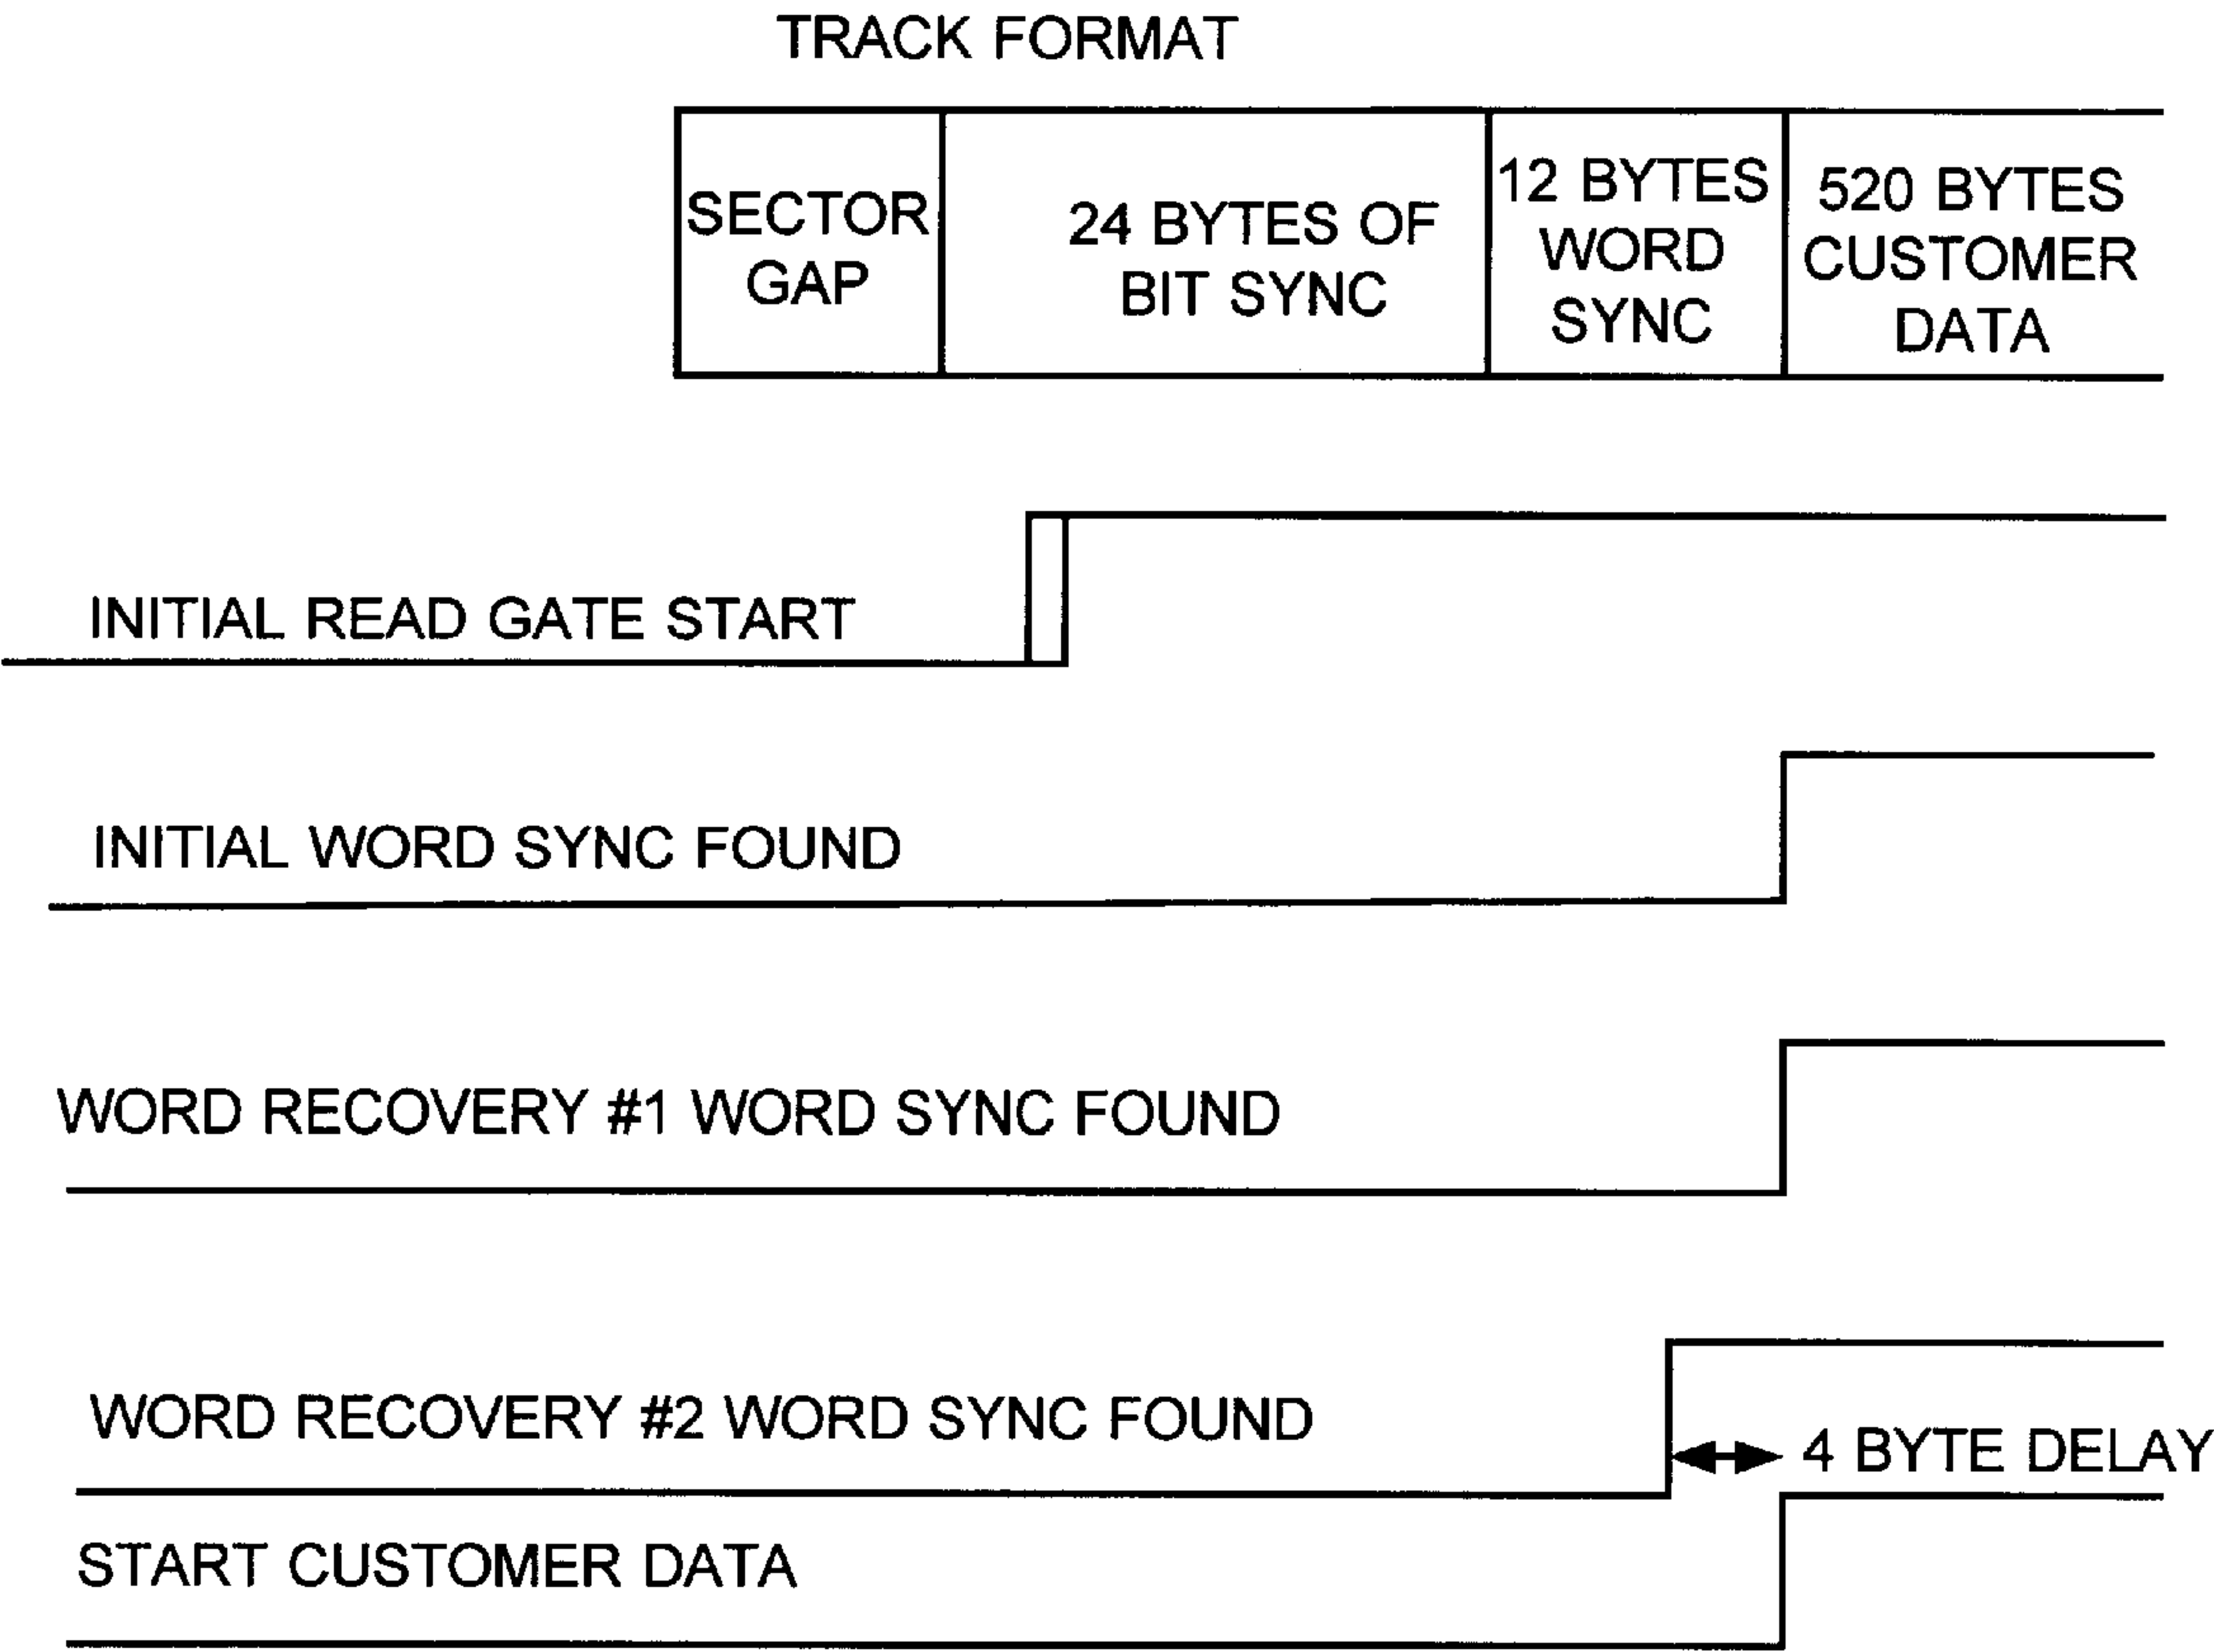 TRACK FORMAT
SECTOR
GAP
24 BYTES OF
BIT SYNC
12 BYTES
WORD
SYNC
520 BYTES
CUSTOMER
DATA
INITIAL READ GATE START
INITIAL WORD SYNC FOUND
WORD RECOVERY #1 WORD SYNC FOUND
WORD RECOVERY #2 WORD SYNC FOUND
4 BYTE DELAY
START CUSTOMER DATA